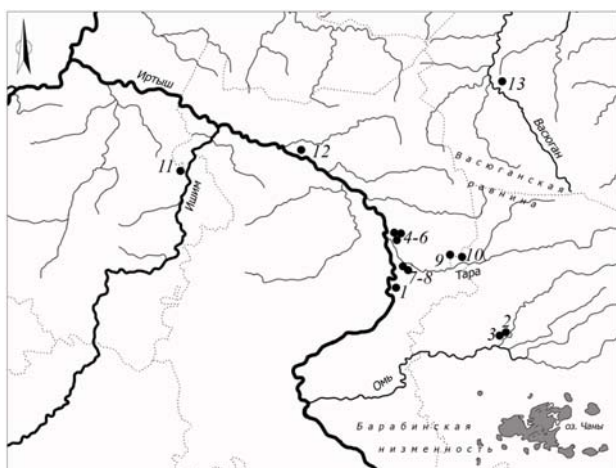 Иртыш
13
Васюган
12
11
Ишим
Васюганская
равнина
4-6
9
10
Тара
7-8
1
2
3
Омь
оз. Чаны
Барабинская
низменность